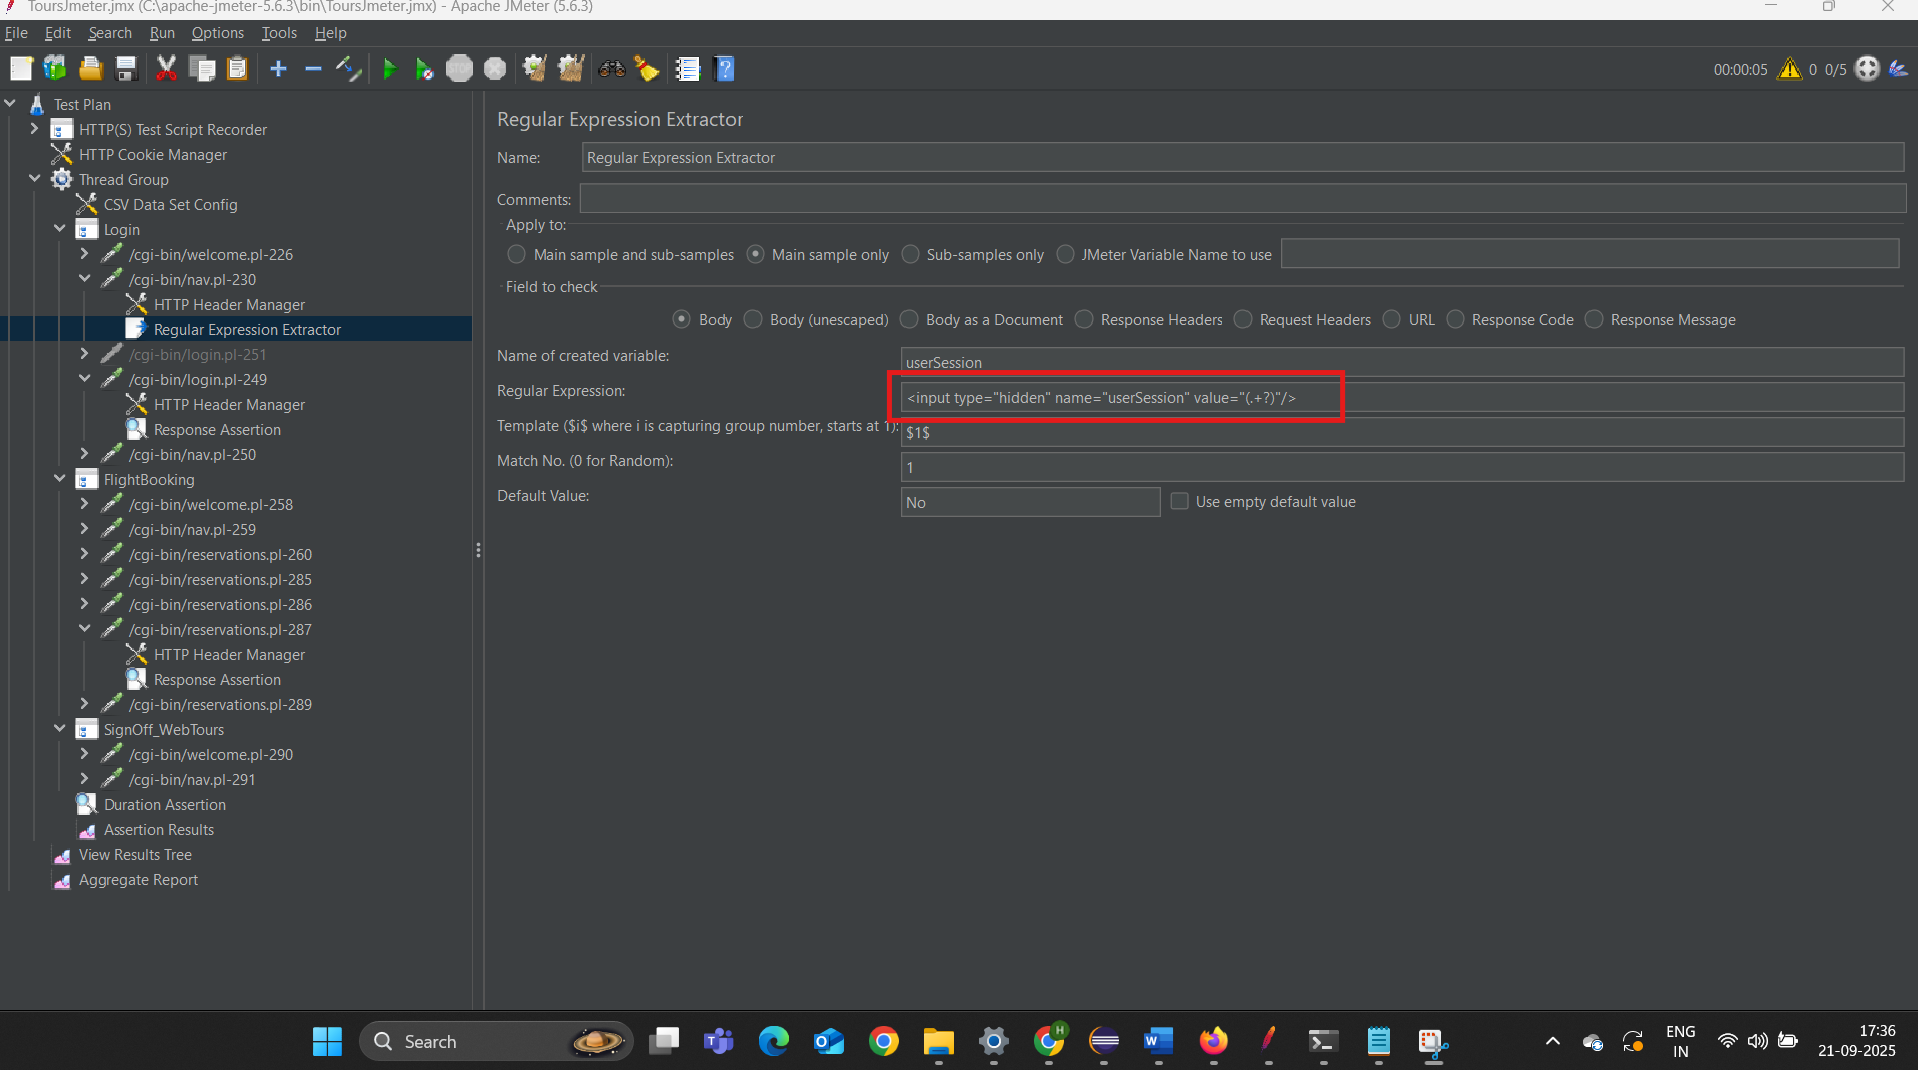 ToursJmeter.jmx (C:\apache-jmeter-5.6.3\bin\ToursJmeter.jmx) - Apache JMeter (5.6.3)
File Edit Search Run Options Tools Help
00:00:05 0 0/5
Test Plan
HTTP(S) Test Script Recorder
HTTP Cookie Manager
Thread Group
CSV Data Set Config
Login
/cgi-bin/welcome.pl-226
/cgi-bin/nav.pl-230
HTTP Header Manager
Regular Expression Extractor
/cgi-bin/login.pl-251
/cgi-bin/login.pl-249
HTTP Header Manager
Response Assertion
/cgi-bin/nav.pl-250
FlightBooking
/cgi-bin/welcome.pl-258
/cgi-bin/nav.pl-259
/cgi-bin/reservations.pl-260
/cgi-bin/reservations.pl-285
/cgi-bin/reservations.pl-286
/cgi-bin/reservations.pl-287
HTTP Header Manager
Response Assertion
/cgi-bin/reservations.pl-289
SignOff_WebTours
/cgi-bin/welcome.pl-290
/cgi-bin/nav.pl-291
Duration Assertion
Assertion Results
View Results Tree
Aggregate Report
Regular Expression Extractor
Name: Regular Expression Extractor
Comments:
Apply to:
Main sample and sub-samples Main sample only Sub-samples only JMeter Variable Name to use
Field to check
Body Body (unescaped) Body as a Document Response Headers Request Headers URL Response Code Response Message
Name of created variable: userSession
Regular Expression: <input type="hidden" name="userSession" value="(.+?)"/>
Template ($i$ where i is capturing group number, starts at 1): $1$
Match No. (0 for Random): 1
Default Value: No Use empty default value
Search
ENG
IN
17:36
21-09-2025